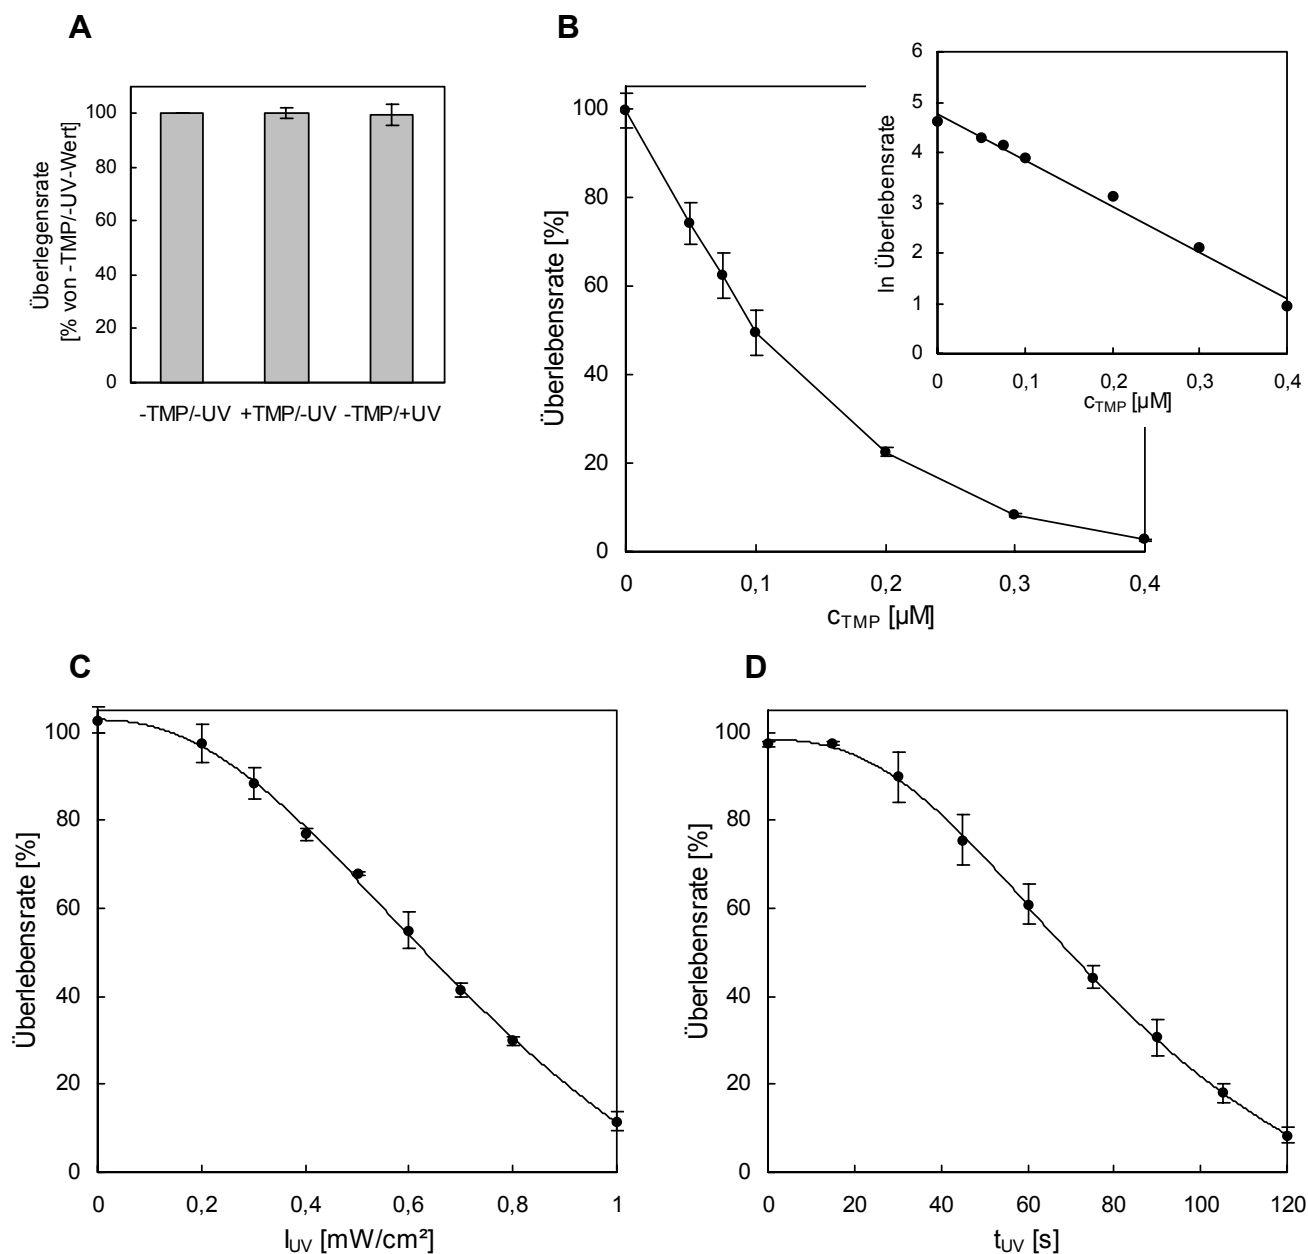 A
Überlegensrate
[% von -TMP/-UV-Wert]
100
80
60
40
20
0
-TMP/-UV +TMP/-UV -TMP/+UV
B
Überlebensrate [%]
100
80
60
40
20
0
0 0,1 0,2 0,3 0,4
cTMP [µM]
ln Überlebensrate
6
5
4
3
2
1
0
0 0,1 0,2 0,3 0,4
cTMP [µM]
C
Überlebensrate [%]
100
80
60
40
20
0
0 0,2 0,4 0,6 0,8 1
IUV [mW/cm²]
D
Überlebensrate [%]
100
80
60
40
20
0
0 20 40 60 80 100 120
tUV [s]